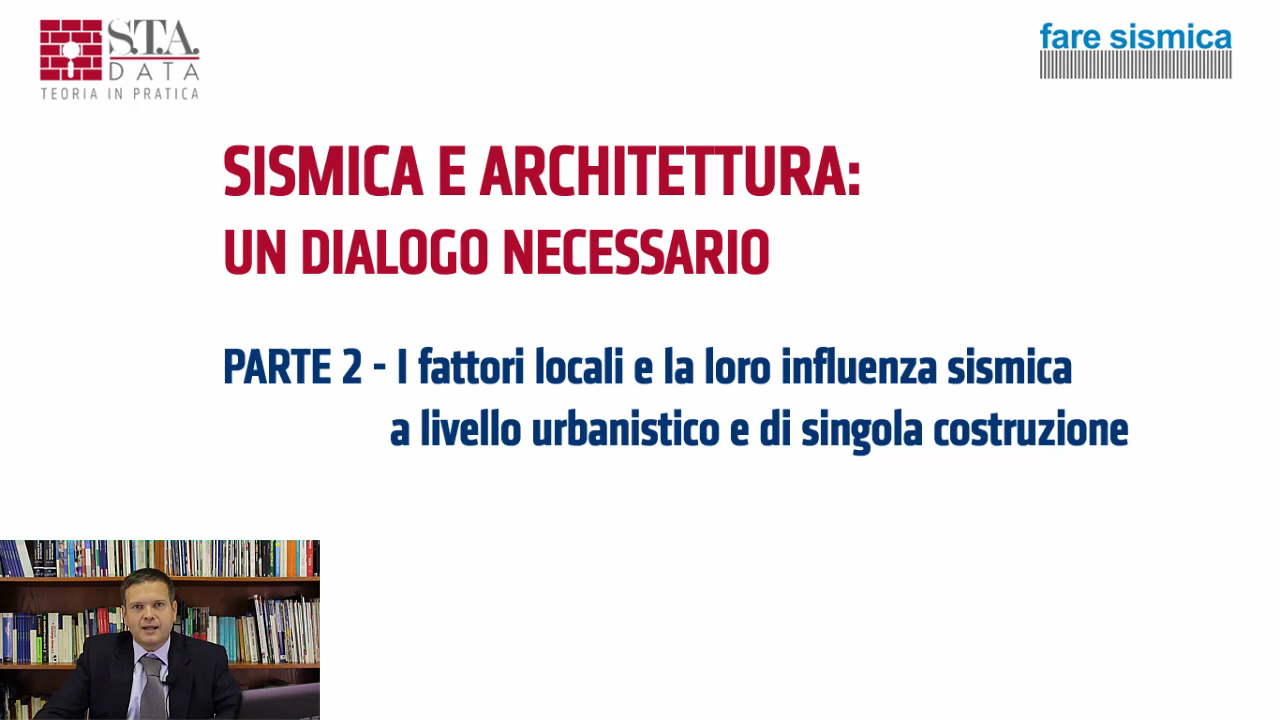 S.T.A.
DATA
TEORIA IN PRATICA
fare sismica
SISMICA E ARCHITETTURA:
UN DIALOGO NECESSARIO
PARTE 2 - I fattori locali e la loro influenza sismica
a livello urbanistico e di singola costruzione